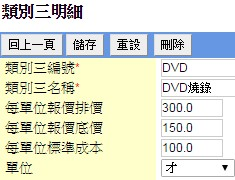 類別三明細
回上一頁 儲存 重設 刪除
類別三編號* DVD
類別三名稱* DVD燒錄
每單位報價排價 300.0
每單位報價底價 150.0
每單位標準成本 100.0
單位 才